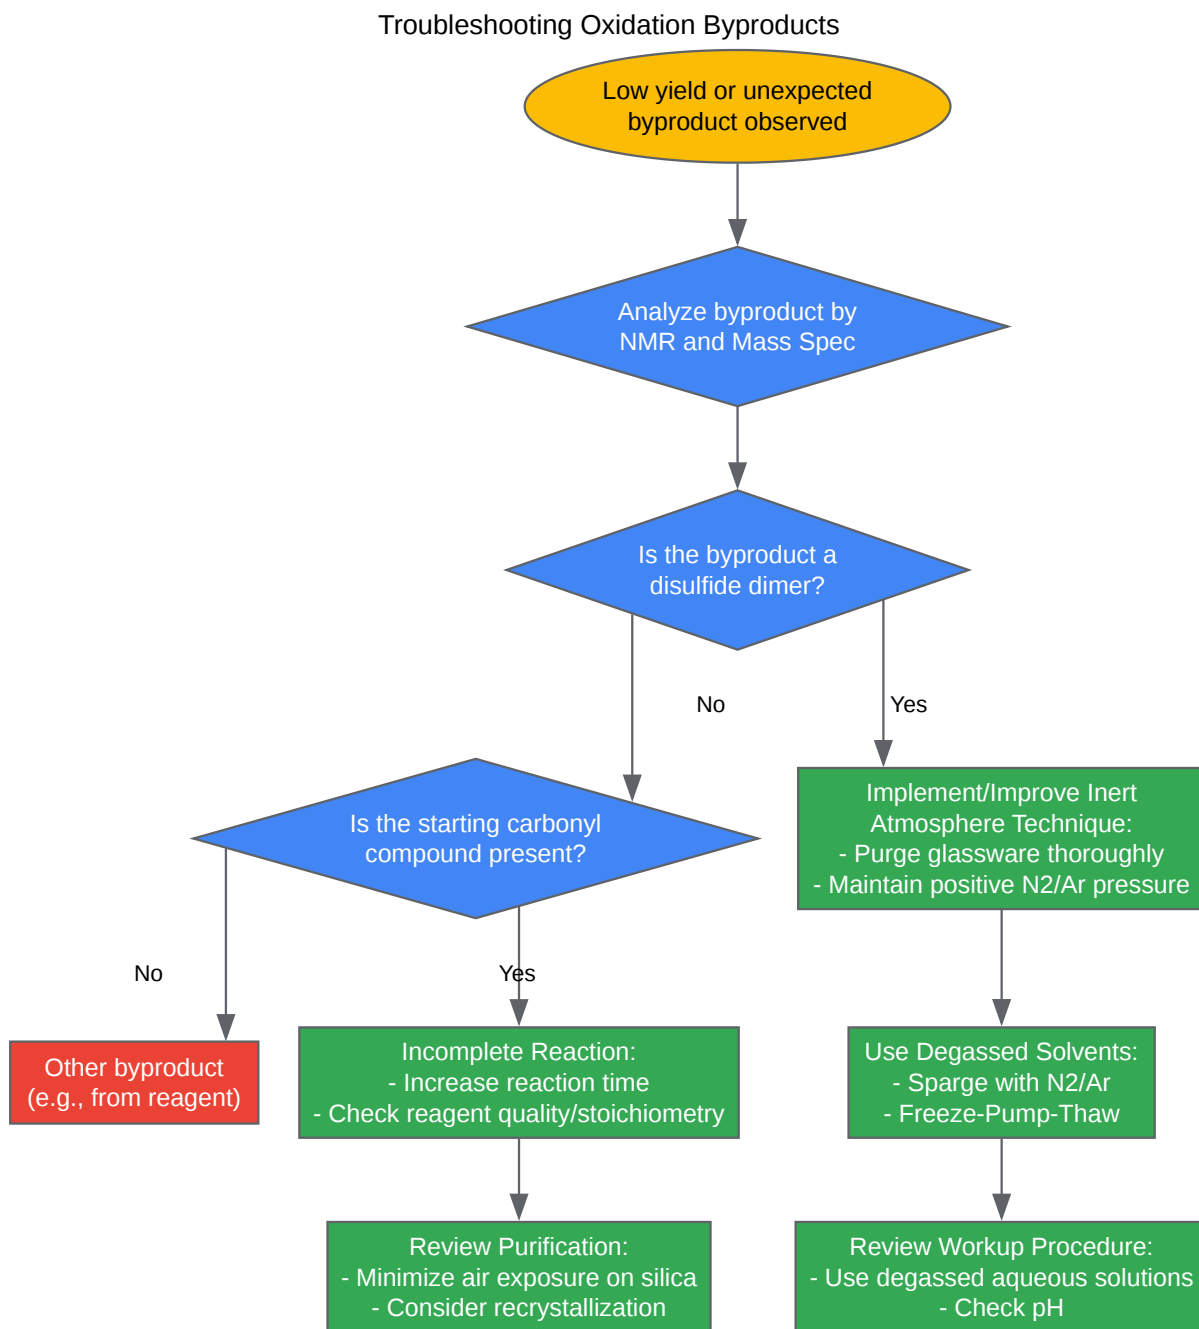 Troubleshooting Oxidation Byproducts
Low yield or unexpected
byproduct observed
Analyze byproduct by
NMR and Mass Spec
Is the byproduct a
disulfide dimer?
No
Yes
Is the starting carbonyl
compound present?
Implement/Improve Inert
Atmosphere Technique:
- Purge glassware thoroughly
- Maintain positive N2/Ar pressure
No
Yes
Other byproduct
(e.g., from reagent)
Incomplete Reaction:
- Increase reaction time
- Check reagent quality/stoichiometry
Use Degassed Solvents:
- Sparge with N2/Ar
- Freeze-Pump-Thaw
Review Purification:
- Minimize air exposure on silica
- Consider recrystallization
Review Workup Procedure:
- Use degassed aqueous solutions
- Check pH